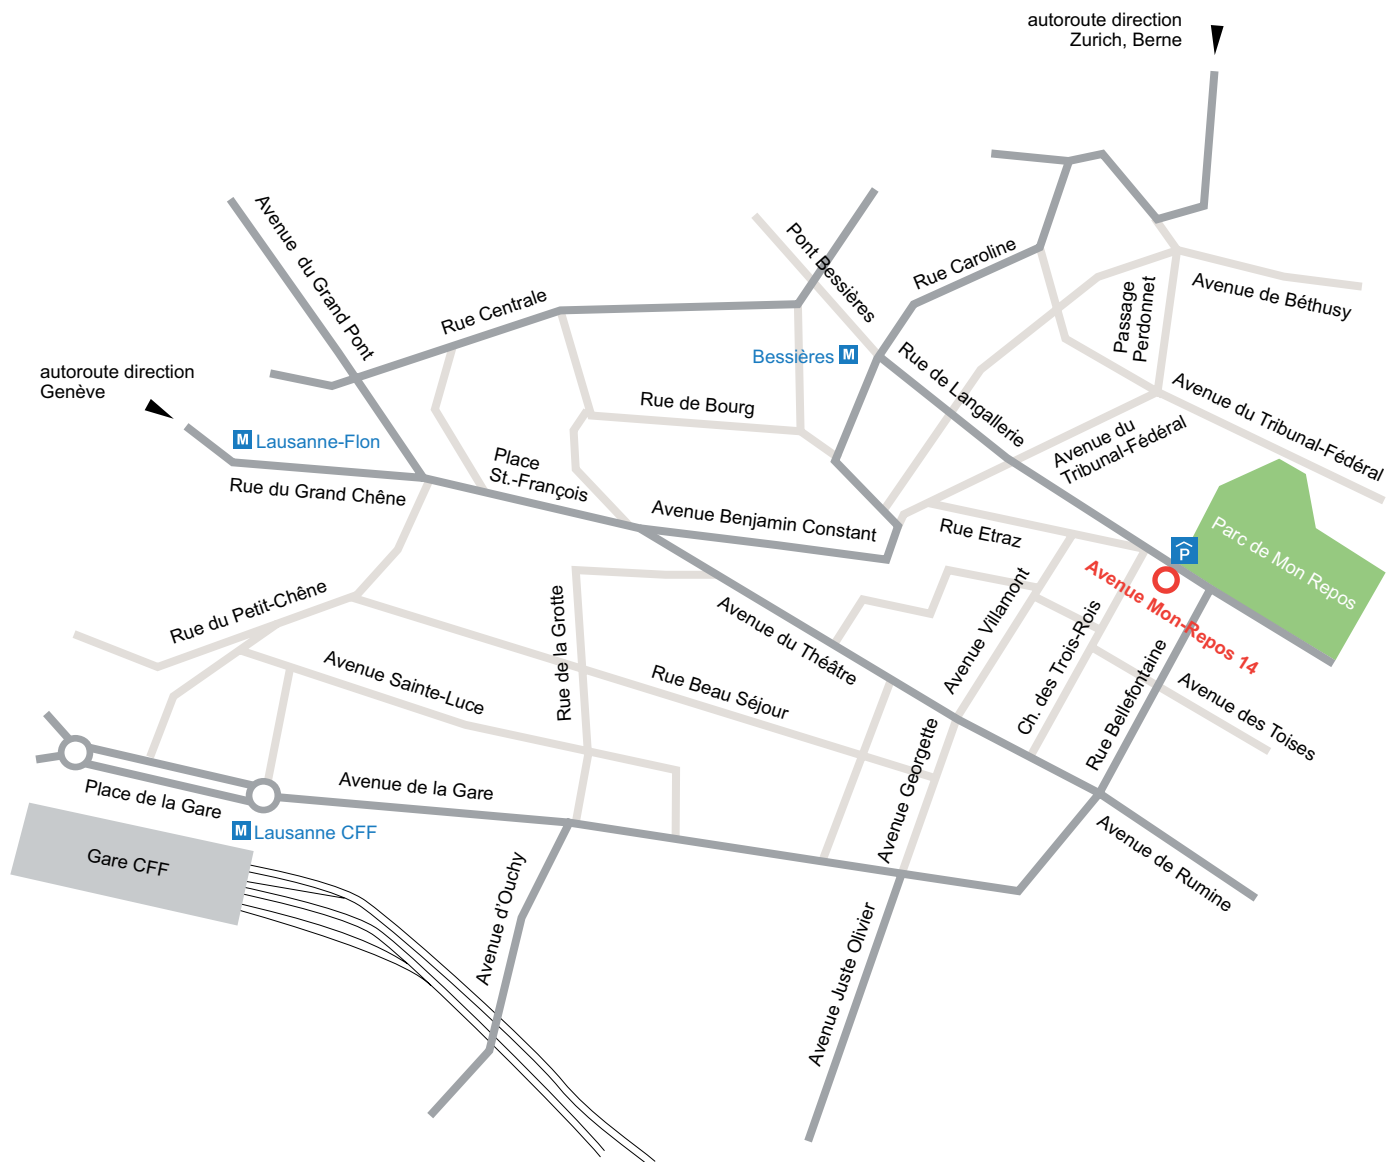 autoroute direction
Zurich, Berne
Avenue du Grand Pont
Pont Bessières
Rue Caroline
Rue Centrale
Passage
Perdonnet
Avenue de Béthusy
Bessières M
Rue de Langallerie
autoroute direction
Genève
Avenue du Tribunal-Fédéral
Rue de Bourg
Avenue du
Tribunal-Fédéral
M Lausanne-Flon
Place
St.-François
Rue du Grand Chêne
Avenue Benjamin Constant
Rue Etraz
P
Parc de Mon Repos
Avenue Mon-Repos 14
Rue du Petit-Chêne
Rue de la Grotte
Avenue du Théâtre
Avenue Villamont
Ch. des Trois-Rois
Rue Bellefontaine
Avenue des Toises
Avenue Sainte-Luce
Rue Beau Séjour
Avenue Georgette
Place de la Gare
Avenue de la Gare
M Lausanne CFF
Gare CFF
Avenue d'Ouchy
Avenue de Rumine
Avenue Juste Olivier